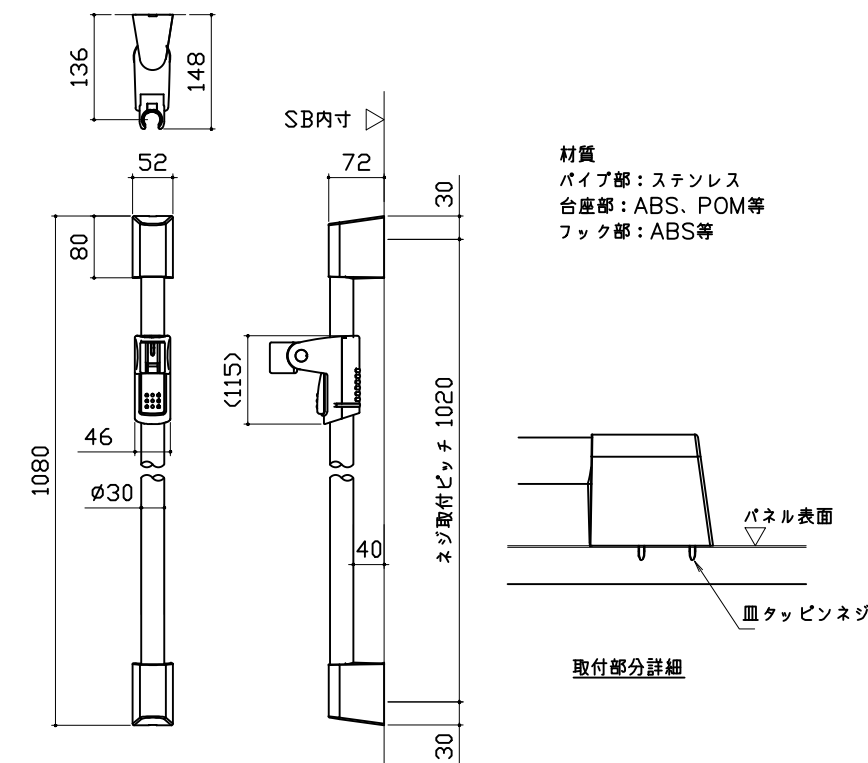 136
148
SB内寸
52
72
30
材質
パイプ部：ステンレス
台座部：ABS、POM等
フック部：ABS等
80
(115)
46
1080
ø30
ネジ取付ピッチ 1020
40
パネル表面
皿タッピンネジ
取付部分詳細
30